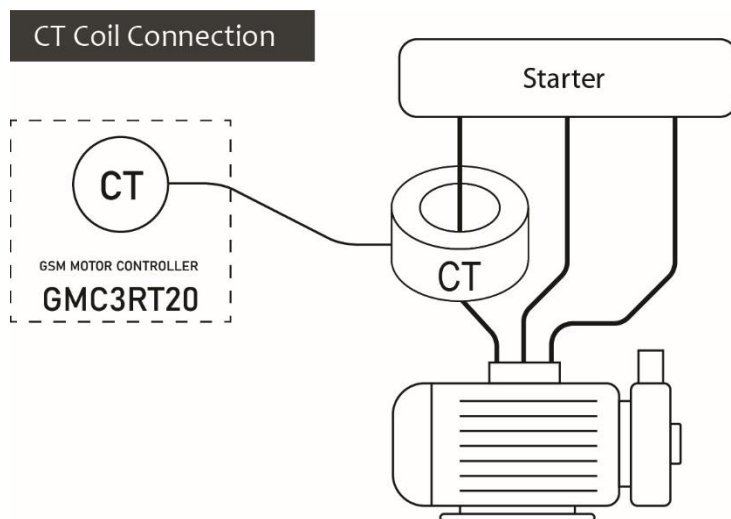 CT Coil Connection
Starter
CT
CT
GSM MOTOR CONTROLLER
GMC3RT20